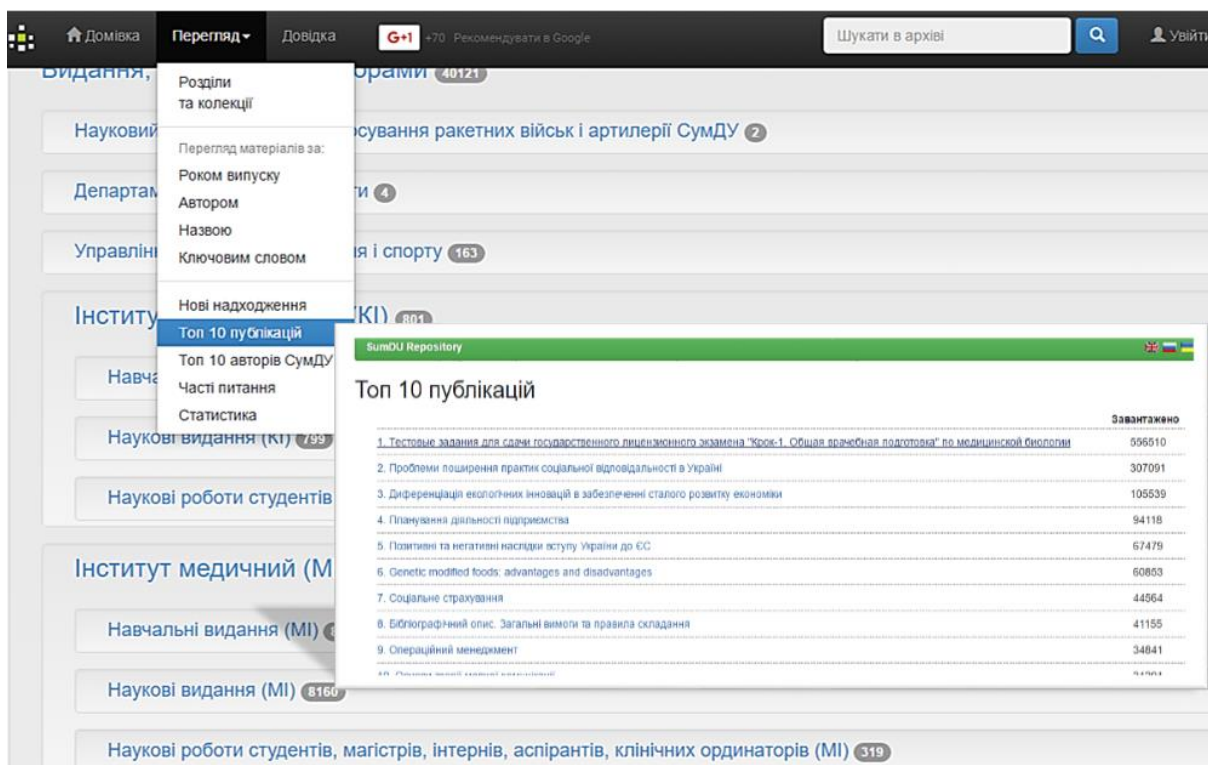 Домівка Перегляд Довідка G+1 +70 Рекомендувати в Google Шукати в архіві Увійти
Видання, орами 40121
Розділи
та колекції
Науковий осування ракетних військ і артилерії СумДУ 2
Перегляд матеріалів за:
Роком випуску
Департам ти 4
Автором
Назвою
Управлін я і спорту 163
Ключовим словом
Нові надходження
Інститу (КІ) 801
Топ 10 публікацій
Топ 10 авторів СумДУ
Навча
Часті питання
Статистика
Наукові видання (КІ) 799
Наукові роботи студентів
Інститут медичний (М
Навчальні видання (МІ)
Наукові видання (МІ) 8160
Наукові роботи студентів, магістрів, інтернів, аспірантів, клінічних ординаторів (МІ) 319
SumDU Repository
Топ 10 публікацій
Завантажено
1. Тестовые задания для сдачи государственного лицензионного экзамена "Крок-1. Общая врачебная подготовка" по медицинской биологии 556510
2. Проблеми поширення практик соціальної відповідальності в Україні 307091
3. Диференціація екологічних інновацій в забезпеченні сталого розвитку економіки 105539
4. Планування діяльності підприємства 94118
5. Позитивні та негативні наслідки вступу України до ЄС 67479
6. Genetic modified foods: advantages and disadvantages 60853
7. Соціальне страхування 44564
8. Бібліографічний опис. Загальні вимоги та правила складання 41155
9. Операційний менеджмент 34841